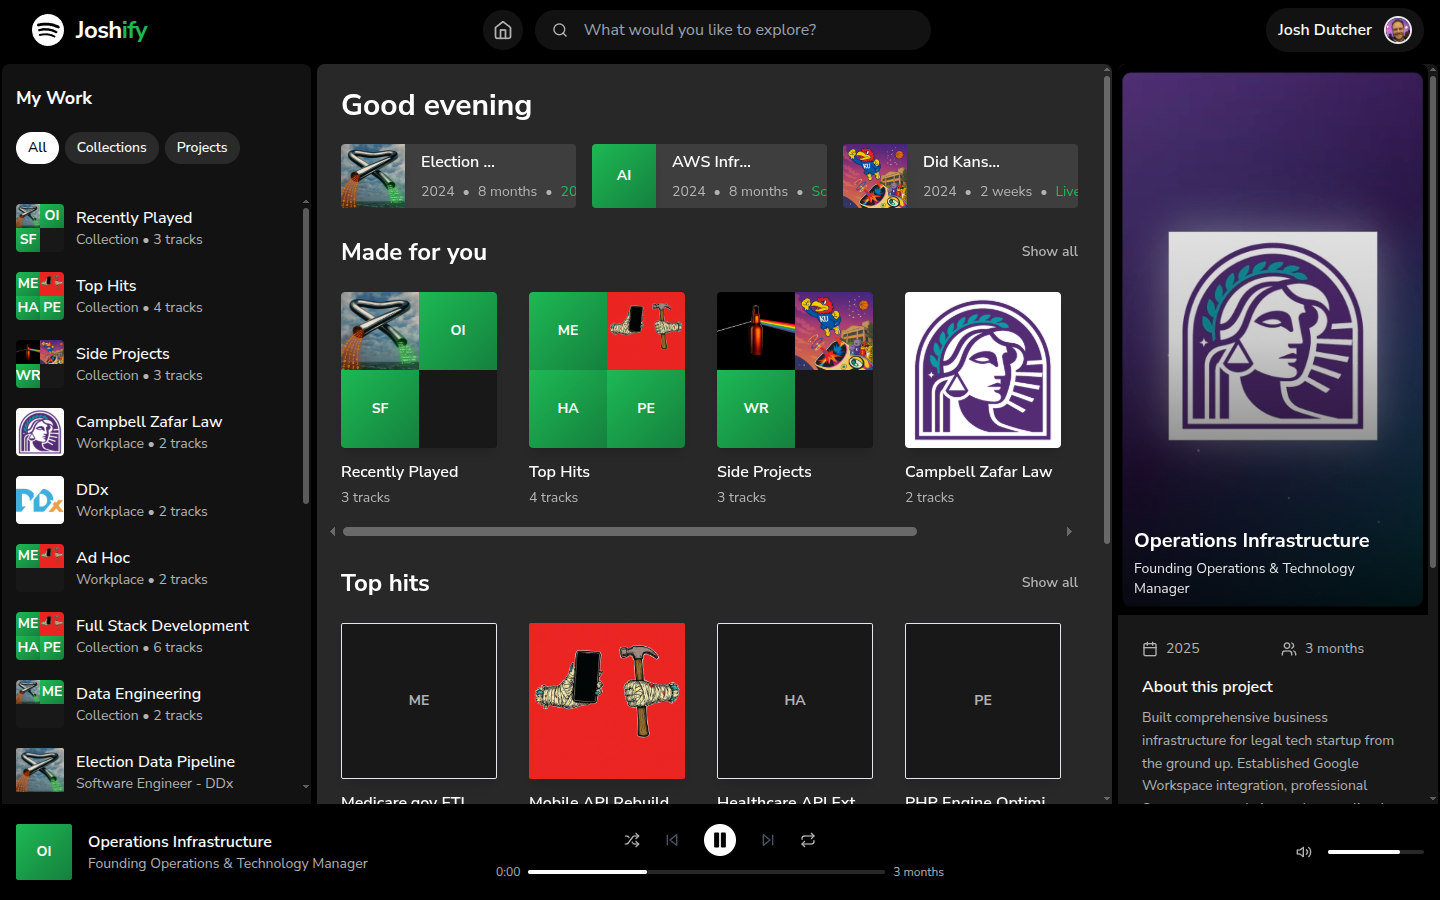 Joshify
What would you like to explore?
Josh Dutcher
My Work
All
Collections
Projects
OI
SF
Recently Played
Collection • 3 tracks
ME
HA PE
Top Hits
Collection • 4 tracks
WR
Side Projects
Collection • 3 tracks
Campbell Zafar Law
Workplace • 2 tracks
DDx
DDx
Workplace • 2 tracks
ME
Ad Hoc
Workplace • 2 tracks
ME
HA PE
Full Stack Development
Collection • 6 tracks
ME
Data Engineering
Collection • 2 tracks
Election Data Pipeline
Software Engineer - DDx
Good evening
Election ...
2024 • 8 months • 20
AI
AWS Infr...
2024 • 8 months • Sc
KU
Did Kans...
2024 • 2 weeks • Live
Made for you
Show all
OI
SF
Recently Played
3 tracks
ME
HA
PE
Top Hits
4 tracks
KU
WR
Side Projects
3 tracks
Campbell Zafar Law
2 tracks
Top hits
Show all
ME
HA
PE
Medicare.gov ETL
Mobile API Rebuild
Healthcare API Ext...
PHP Engine Optimi...
Operations Infrastructure
Founding Operations & Technology
Manager
2025
3 months
About this project
Built comprehensive business
infrastructure for legal tech startup from
the ground up. Established Google
Workspace integration, professional
OI
Operations Infrastructure
Founding Operations & Technology Manager
0:00
3 months